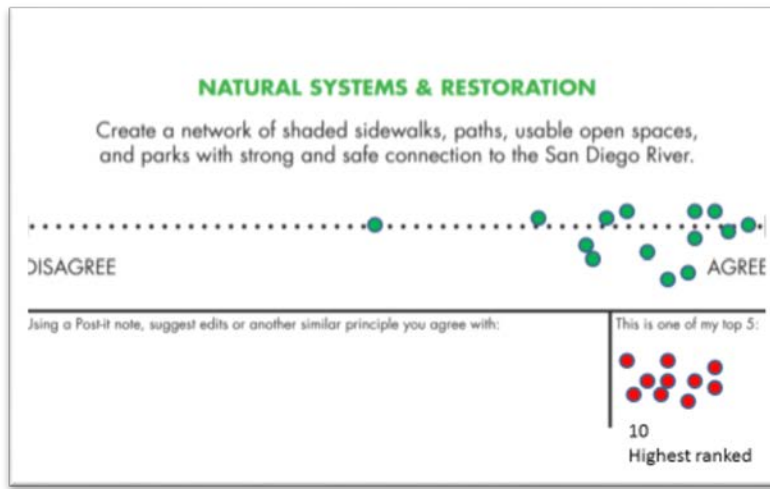 NATURAL SYSTEMS & RESTORATION
Create a network of shaded sidewalks, paths, usable open spaces,
and parks with strong and safe connection to the San Diego River.
DISAGREE
AGREE
Using a Post-it note, suggest edits or another similar principle you agree with:
This is one of my top 5:
10
Highest ranked